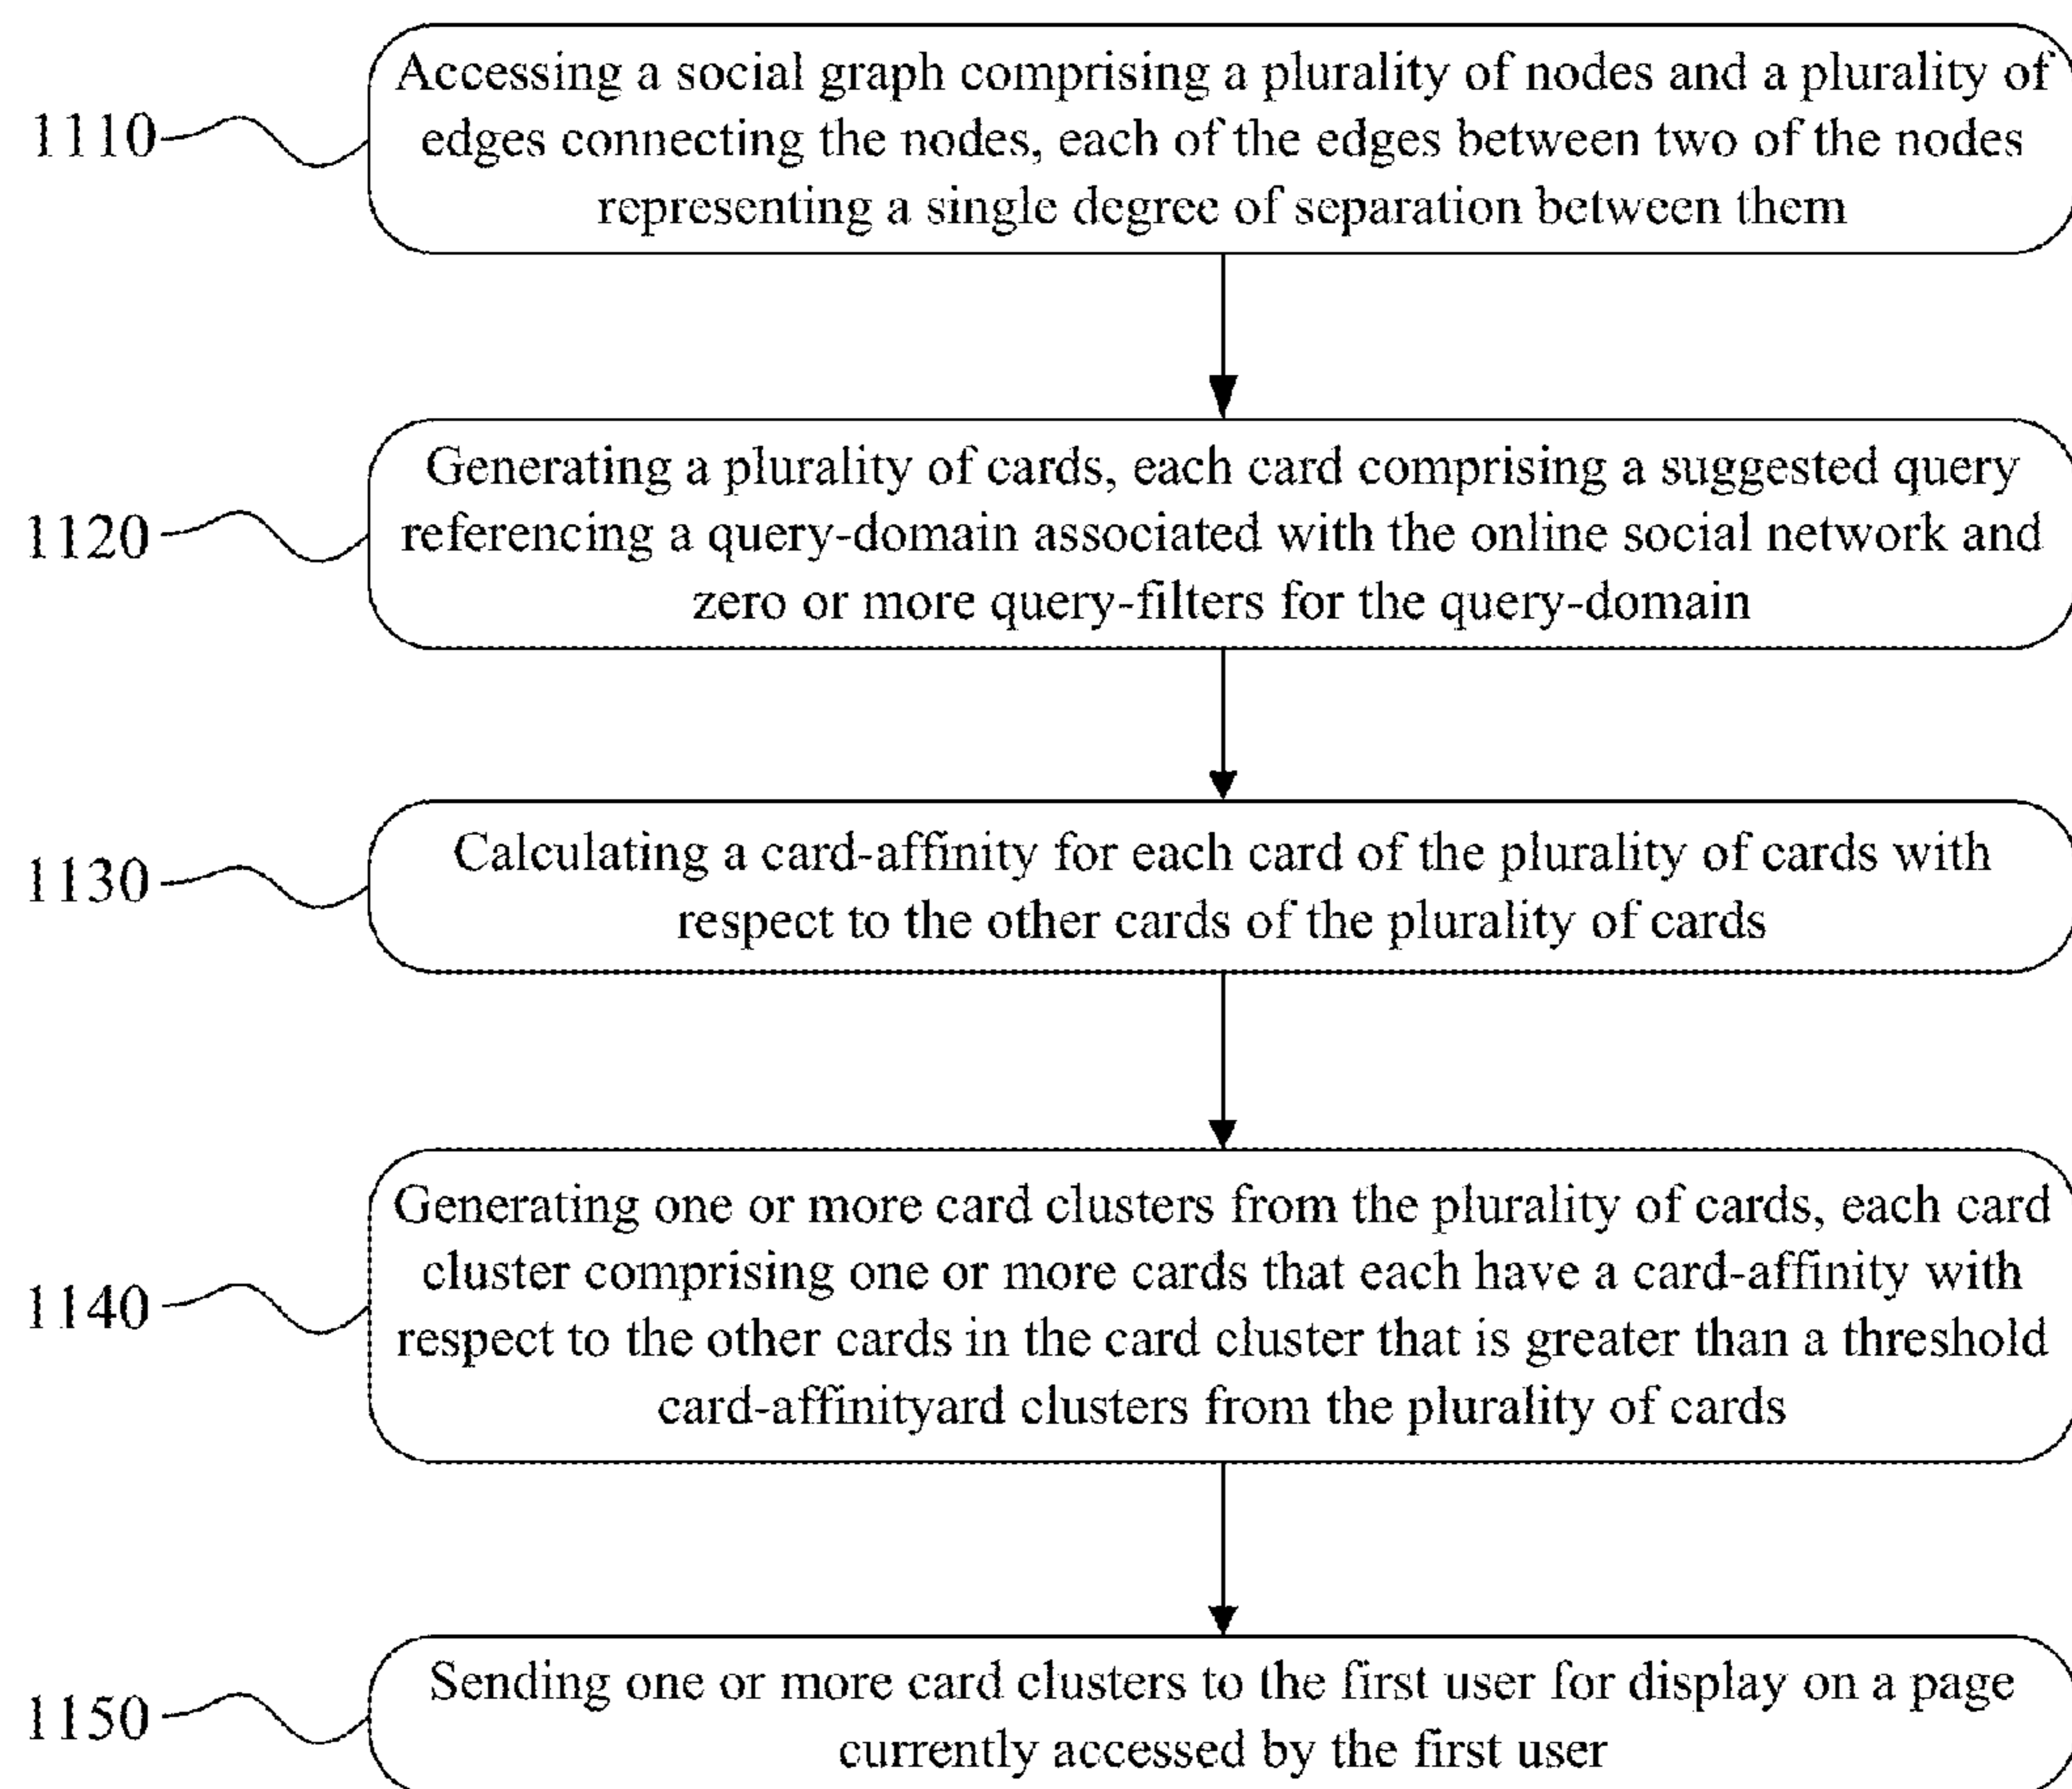 Accessing a social graph comprising a plurality of nodes and a plurality of
1110
edges connecting the nodes, each of the edges between two of the nodes
representing a single degree of separation between them
Generating a plurality of cards, each card comprising a suggested query
1120
referencing a query-domain associated with the online social network and
zero or more query-filters for the query-domain
1130
Calculating a card-affinity for each card of the plurality of cards with
respect to the other cards of the plurality of cards
Generating one or more card clusters from the plurality of cards, each card
cluster comprising one or more cards that each have a card-affinity with
1140
respect to the other cards in the card cluster that is greater than a threshold
card-affinityard clusters from the plurality of cards
1150
Sending one or more card clusters to the first user for display on a page
currently accessed by the first user